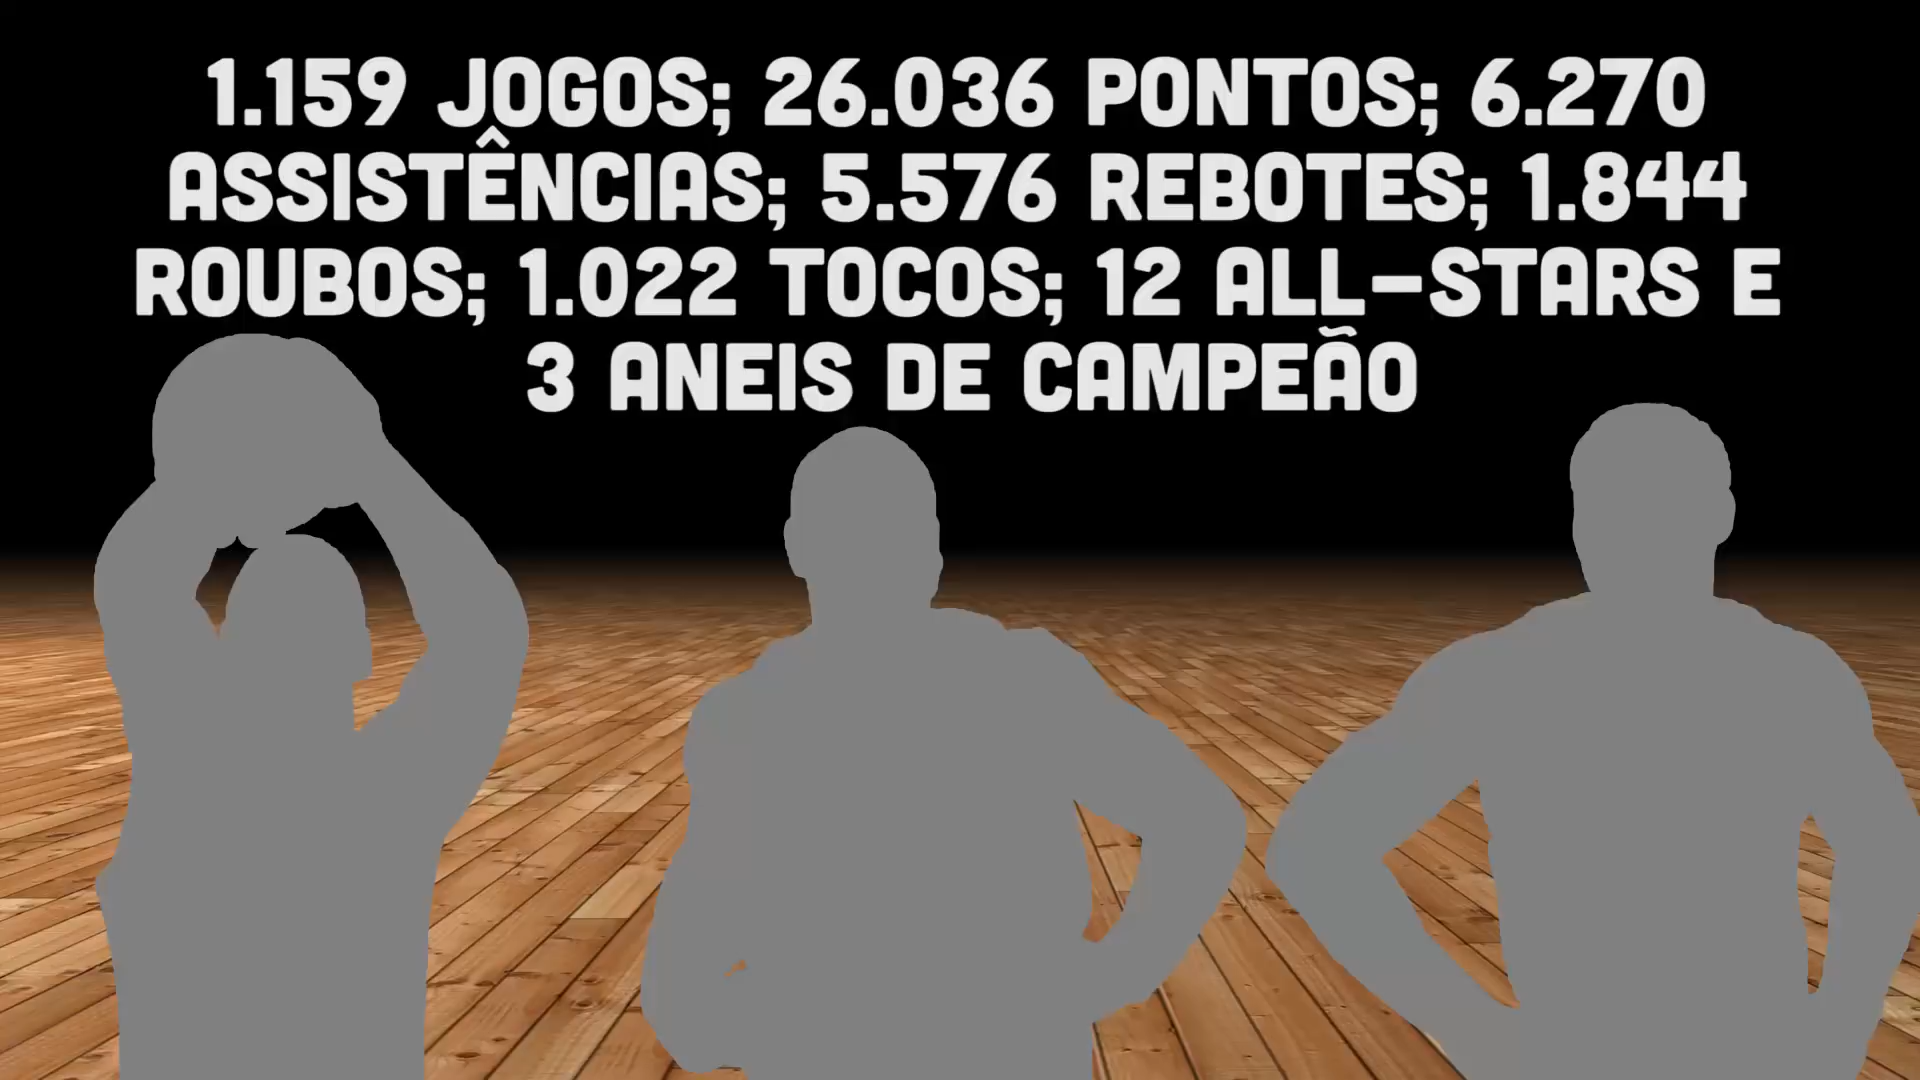 1.159 JOGOS; 26.036 PONTOS; 6.270
ASSISTÊNCIAS; 5.576 REBOTES; 1.844
ROUBOS; 1.022 TOCOS; 12 ALL-STARS E
3 ANEIS DE CAMPEÃO